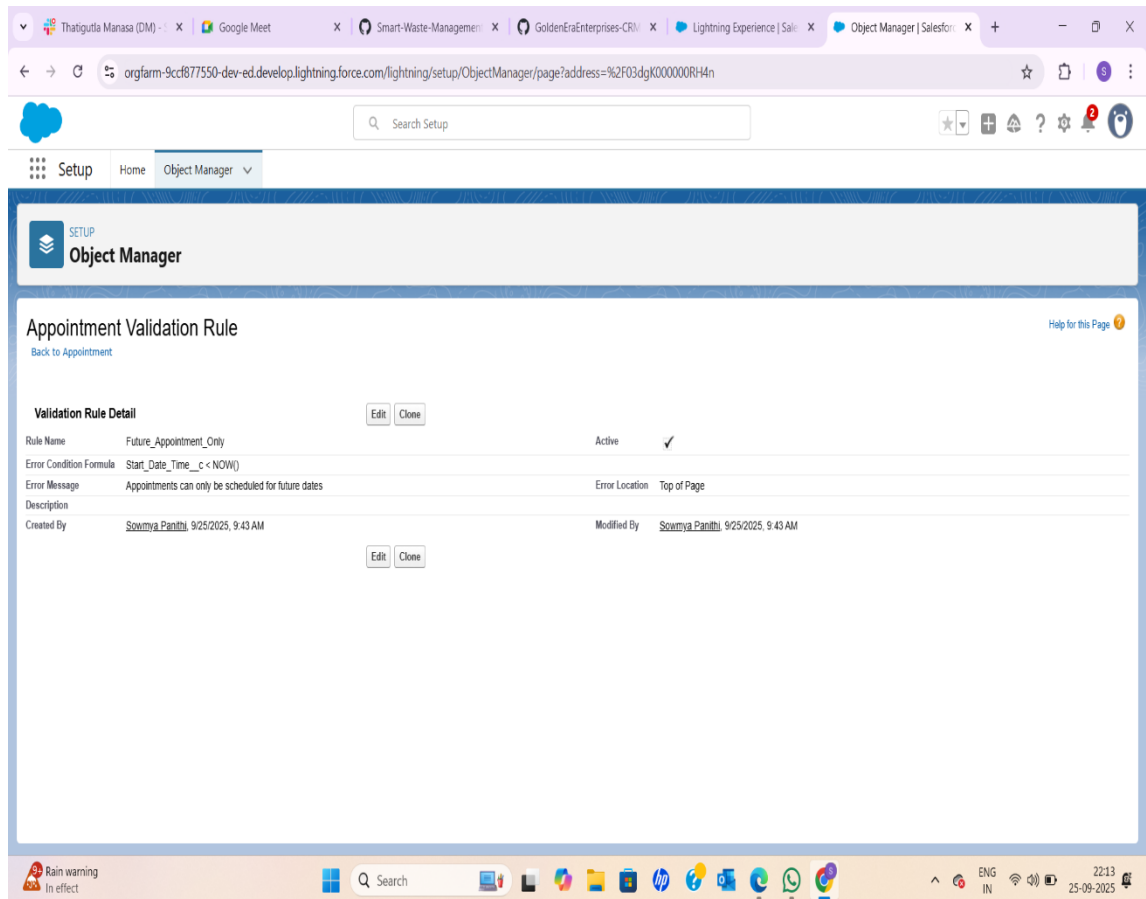 Thatigutla Manasa (DM) - S
Google Meet
Smart-Waste-Management
GoldenEraEnterprises-CRM
Lightning Experience | Sale
Object Manager | Salesforc
orgfarm-9ccf877550-dev-ed.develop.lightning.force.com/lightning/setup/ObjectManager/page?address=%2F03dgK000000RH4n
S
Search Setup
2
Setup Home Object Manager
SETUP
Object Manager
Appointment Validation Rule
Help for this Page
Back to Appointment
Validation Rule Detail Edit Clone
Rule Name Future_Appointment_Only Active ✓
Error Condition Formula Start_Date_Time__c < NOW()
Error Message Appointments can only be scheduled for future dates Error Location Top of Page
Description
Created By Sowmya Panithi, 9/25/2025, 9:43 AM Modified By Sowmya Panithi, 9/25/2025, 9:43 AM
Edit Clone
9+
Rain warning
In effect
Search
ENG
IN
22:13
25-09-2025